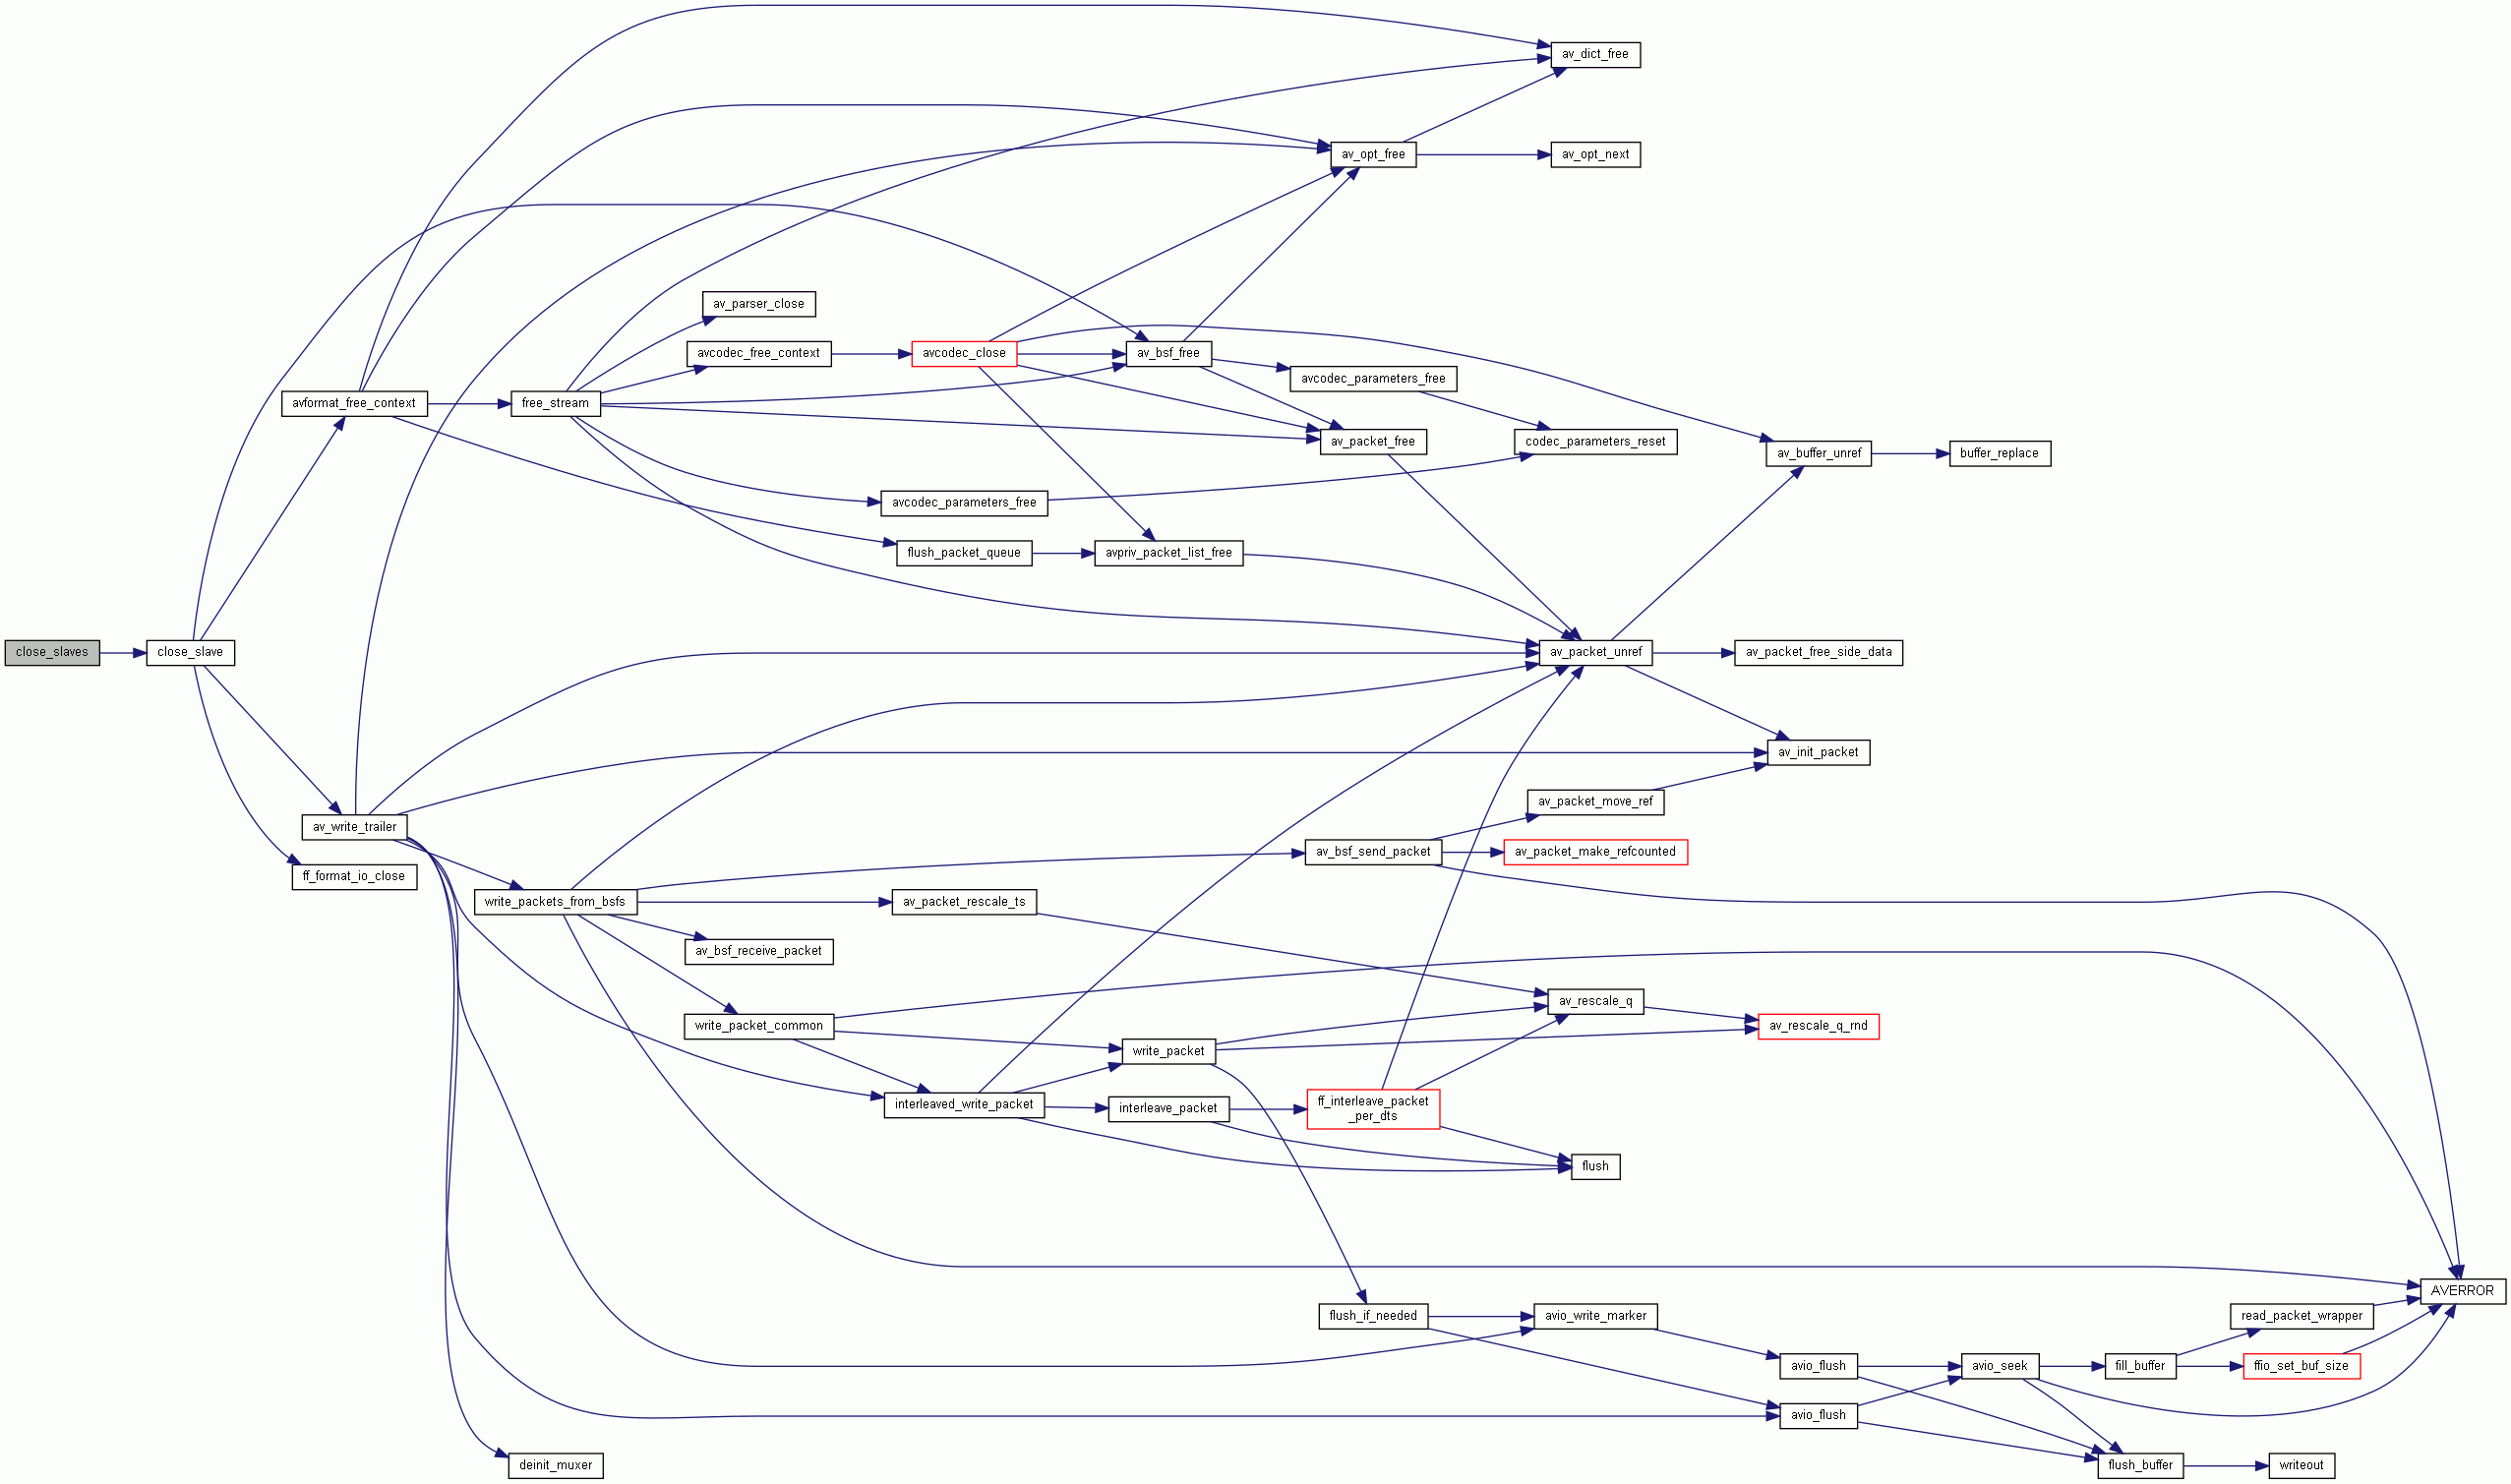 av_dict_free
av_opt_free
av_opt_next
av_parser_close
avcodec_free_context
avcodec_close
av_bsf_free
avcodec_parameters_free
avformat_free_context
free_stream
av_packet_free
codec_parameters_reset
av_buffer_unref
buffer_replace
avcodec_parameters_free
flush_packet_queue
avpriv_packet_list_free
close_slaves
close_slave
av_packet_unref
av_packet_free_side_data
av_init_packet
av_packet_move_ref
av_write_trailer
av_bsf_send_packet
av_packet_make_refcounted
ff_format_io_close
write_packets_from_bsfs
av_packet_rescale_ts
av_bsf_receive_packet
av_rescale_q
write_packet_common
av_rescale_q_rnd
write_packet
interleaved_write_packet
interleave_packet
ff_interleave_packet
_per_dts
flush
AVERROR
flush_if_needed
avio_write_marker
read_packet_wrapper
avio_flush
avio_seek
fill_buffer
ffio_set_buf_size
avio_flush
deinit_muxer
flush_buffer
writeout